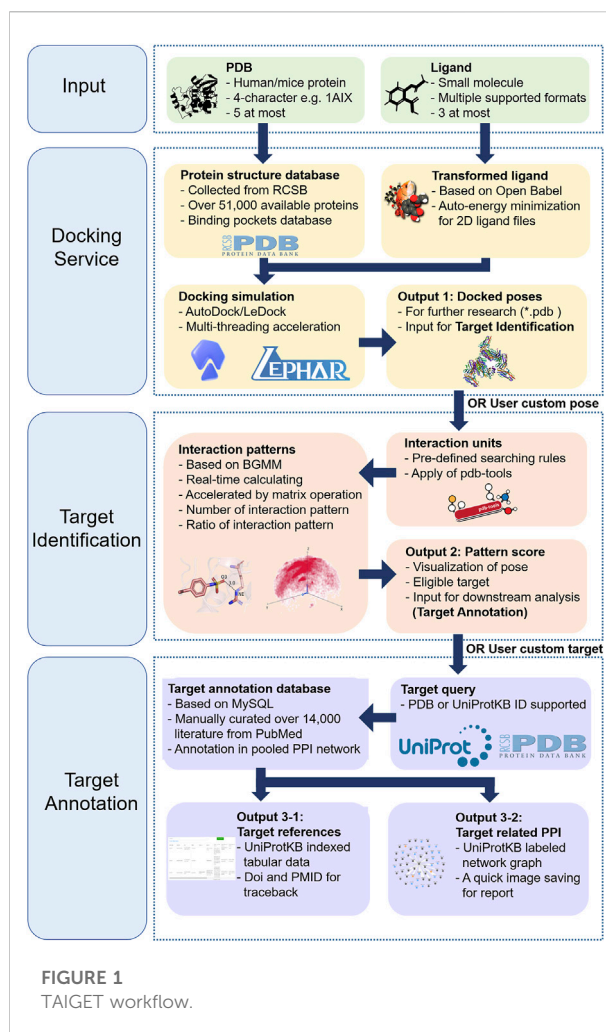 Input
PDB
- Human/mice protein
- 4-character e.g. 1AIX
- 5 at most
Ligand
- Small molecule
- Multiple supported formats
- 3 at most
Docking
Service
Protein structure database
- Collected from RCSB
- Over 51,000 available proteins
- Binding pockets database
RCSB
PDB
PROTEIN DATA BANK
Transformed ligand
- Based on Open Babel
- Auto-energy minimization
for 2D ligand files
Docking simulation
- AutoDock/LeDock
- Multi-threading acceleration
LEPHAR
Output 1: Docked poses
- For further research (*.pdb )
- Input for Target Identification
OR User custom pose
Target
Identification
Interaction patterns
- Based on BGMM
- Real-time calculating
- Accelerated by matrix operation
- Number of interaction pattern
- Ratio of interaction pattern
Interaction units
- Pre-defined searching rules
- Apply of pdb-tools
pdb-tools
Output 2: Pattern score
- Visualization of pose
- Eligible target
- Input for downstream analysis
(Target Annotation)
OR User custom target
Target
Annotation
Target annotation database
- Based on MySQL
- Manually curated over 14,000
literature from PubMed
- Annotation in pooled PPI network
Target query
- PDB or UniProtKB ID supported
UniProt
RCSB
PDB
PROTEIN DATA BANK
Output 3-1:
Target references
- UniProtKB indexed
tabular data
- Doi and PMID for
traceback
Output 3-2:
Target related PPI
- UniProtKB labeled
network graph
- A quick image saving
for report
FIGURE 1
TAIGET workflow.